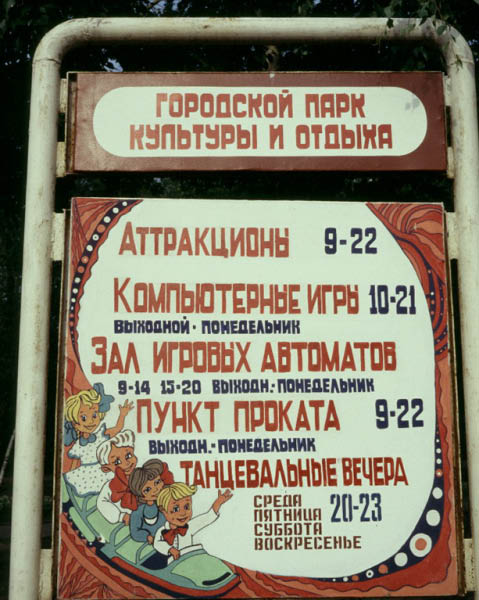 ГОРОДСКОЙ ПАРК
КУЛЬТУРЫ И ОТДЫХА
АТТРАКЦИОНЫ 9-22
КОМПЬЮТЕРНЫЕ ИГРЫ 10-21
ВЫХОДНОЙ - ПОНЕДЕЛЬНИК
ЗАЛ ИГРОВЫХ АВТОМАТОВ
9-14 15-20 ВЫХОДН.-ПОНЕДЕЛЬНИК
ПУНКТ ПРОКАТА 9-22
ВЫХОДН.-ПОНЕДЕЛЬНИК
ТАНЦЕВАЛЬНЫЕ ВЕЧЕРА
СРЕДА
ПЯТНИЦА 20-23
СУББОТА
ВОСКРЕСЕНЬЕ